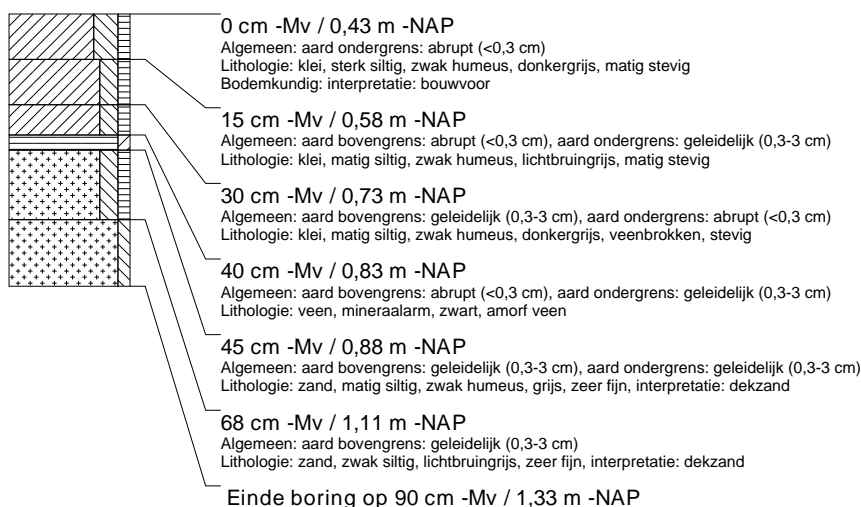 0 cm -Mv / 0,43 m -NAP
Algemeen: aard ondergrens: abrupt (<0,3 cm)
Lithologie: klei, sterk siltig, zwak humeus, donkergrijs, matig stevig
Bodemkundig: interpretatie: bouwvoor
15 cm -Mv / 0,58 m -NAP
Algemeen: aard bovengrens: abrupt (<0,3 cm), aard ondergrens: geleidelijk (0,3-3 cm)
Lithologie: klei, matig siltig, zwak humeus, lichtbruingrijs, matig stevig
30 cm -Mv / 0,73 m -NAP
Algemeen: aard bovengrens: geleidelijk (0,3-3 cm), aard ondergrens: abrupt (<0,3 cm)
Lithologie: klei, matig siltig, zwak humeus, donkergrijs, veenbrokken, stevig
40 cm -Mv / 0,83 m -NAP
Algemeen: aard bovengrens: abrupt (<0,3 cm), aard ondergrens: geleidelijk (0,3-3 cm)
Lithologie: veen, mineraalarm, zwart, amorf veen
45 cm -Mv / 0,88 m -NAP
Algemeen: aard bovengrens: geleidelijk (0,3-3 cm), aard ondergrens: geleidelijk (0,3-3 cm)
Lithologie: zand, matig siltig, zwak humeus, grijs, zeer fijn, interpretatie: dekzand
68 cm -Mv / 1,11 m -NAP
Algemeen: aard bovengrens: geleidelijk (0,3-3 cm)
Lithologie: zand, zwak siltig, lichtbruingrijs, zeer fijn, interpretatie: dekzand
Einde boring op 90 cm -Mv / 1,33 m -NAP